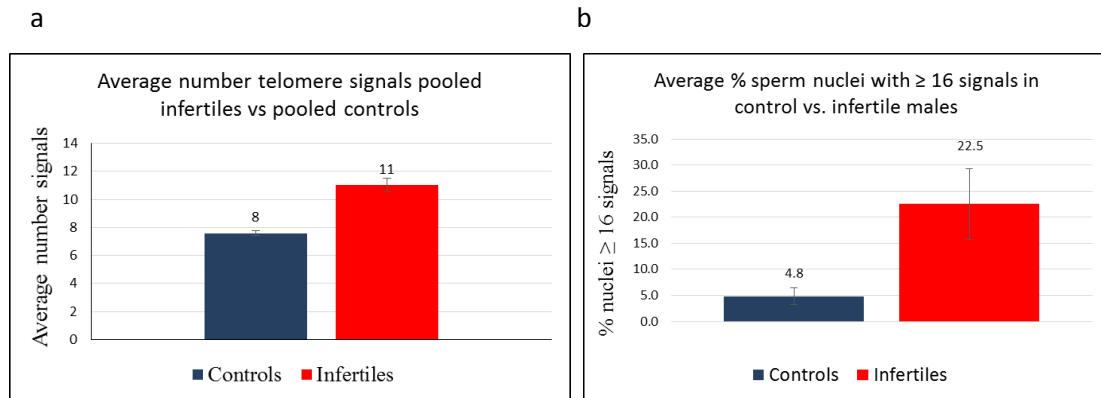 a
Average number telomere signals pooled
infertiles vs pooled controls
Average number signals
14
12
10
8
6
4
2
0
8
11
Controls Infertiles
b
Average % sperm nuclei with ≥ 16 signals in
control vs. infertile males
% nuclei ≥ 16 signals
35.0
30.0
25.0
20.0
15.0
10.0
5.0
0.0
4.8
22.5
Controls Infertiles